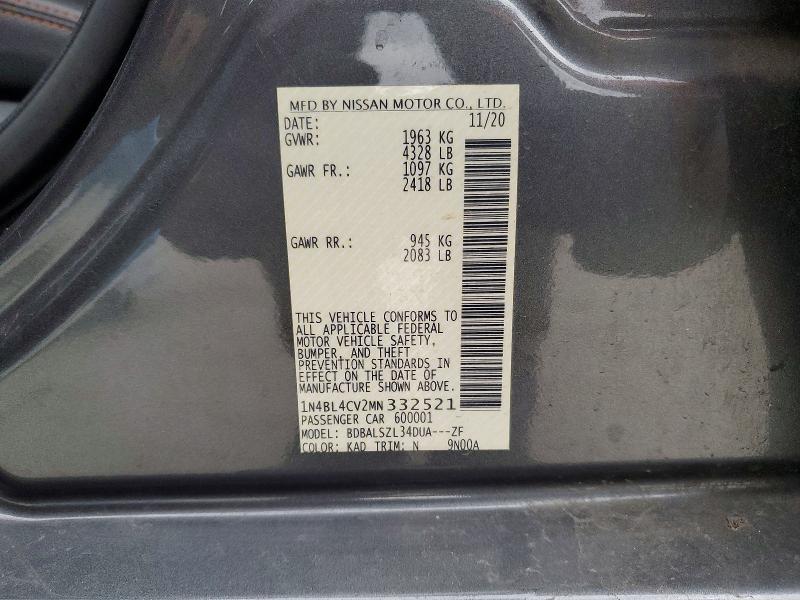 MFD BY NISSAN MOTOR CO., LTD.
DATE: 11/20
GVWR: 1963 KG
4328 LB
GAWR FR.: 1097 KG
2418 LB
GAWR RR.: 945 KG
2083 LB
THIS VEHICLE CONFORMS TO
ALL APPLICABLE FEDERAL
MOTOR VEHICLE SAFETY,
BUMPER, AND THEFT
PREVENTION STANDARDS IN
EFFECT ON THE DATE OF
MANUFACTURE SHOWN ABOVE.
1N4BL4CV2MN332521
PASSENGER CAR 600001
MODEL: BDBALSZL34DUA---ZF
COLOR: KAD TRIM: N 9N00A